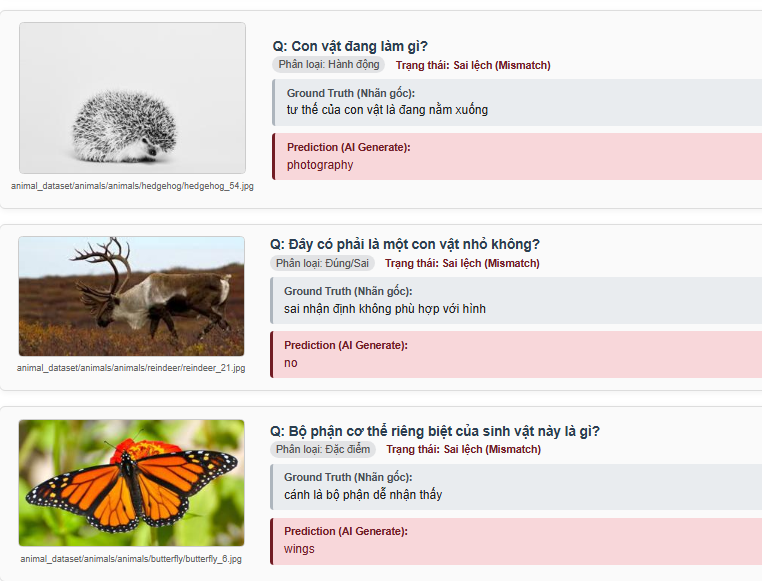 Q: Con vật đang làm gì?
Phân loại: Hành động Trạng thái: Sai lệch (Mismatch)
Ground Truth (Nhãn gốc):
tư thế của con vật là đang nằm xuống
Prediction (AI Generate):
photography
animal_dataset/animals/animals/hedgehog/hedgehog_54.jpg
Q: Đây có phải là một con vật nhỏ không?
Phân loại: Đúng/Sai Trạng thái: Sai lệch (Mismatch)
Ground Truth (Nhãn gốc):
sai nhận định không phù hợp với hình
Prediction (AI Generate):
no
animal_dataset/animals/animals/reindeer/reindeer_21.jpg
Q: Bộ phận cơ thể riêng biệt của sinh vật này là gì?
Phân loại: Đặc điểm Trạng thái: Sai lệch (Mismatch)
Ground Truth (Nhãn gốc):
cánh là bộ phận dễ nhận thấy
Prediction (AI Generate):
wings
animal_dataset/animals/animals/butterfly/butterfly_6.jpg